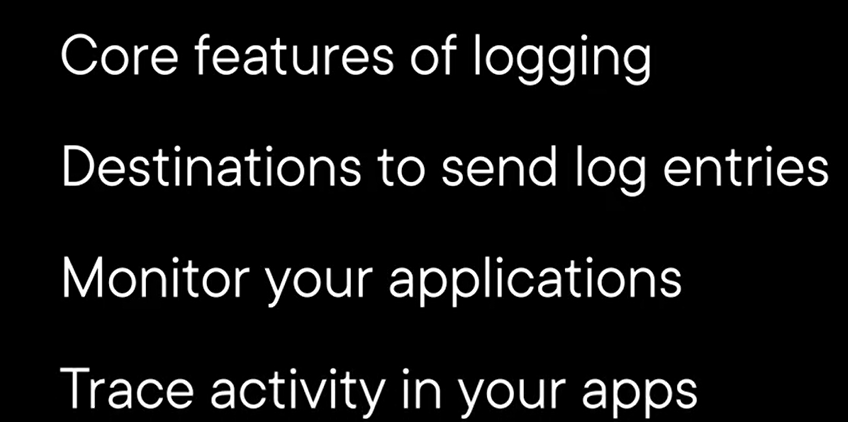 Core features of logging
Destinations to send log entries
Monitor your applications
Trace activity in your apps